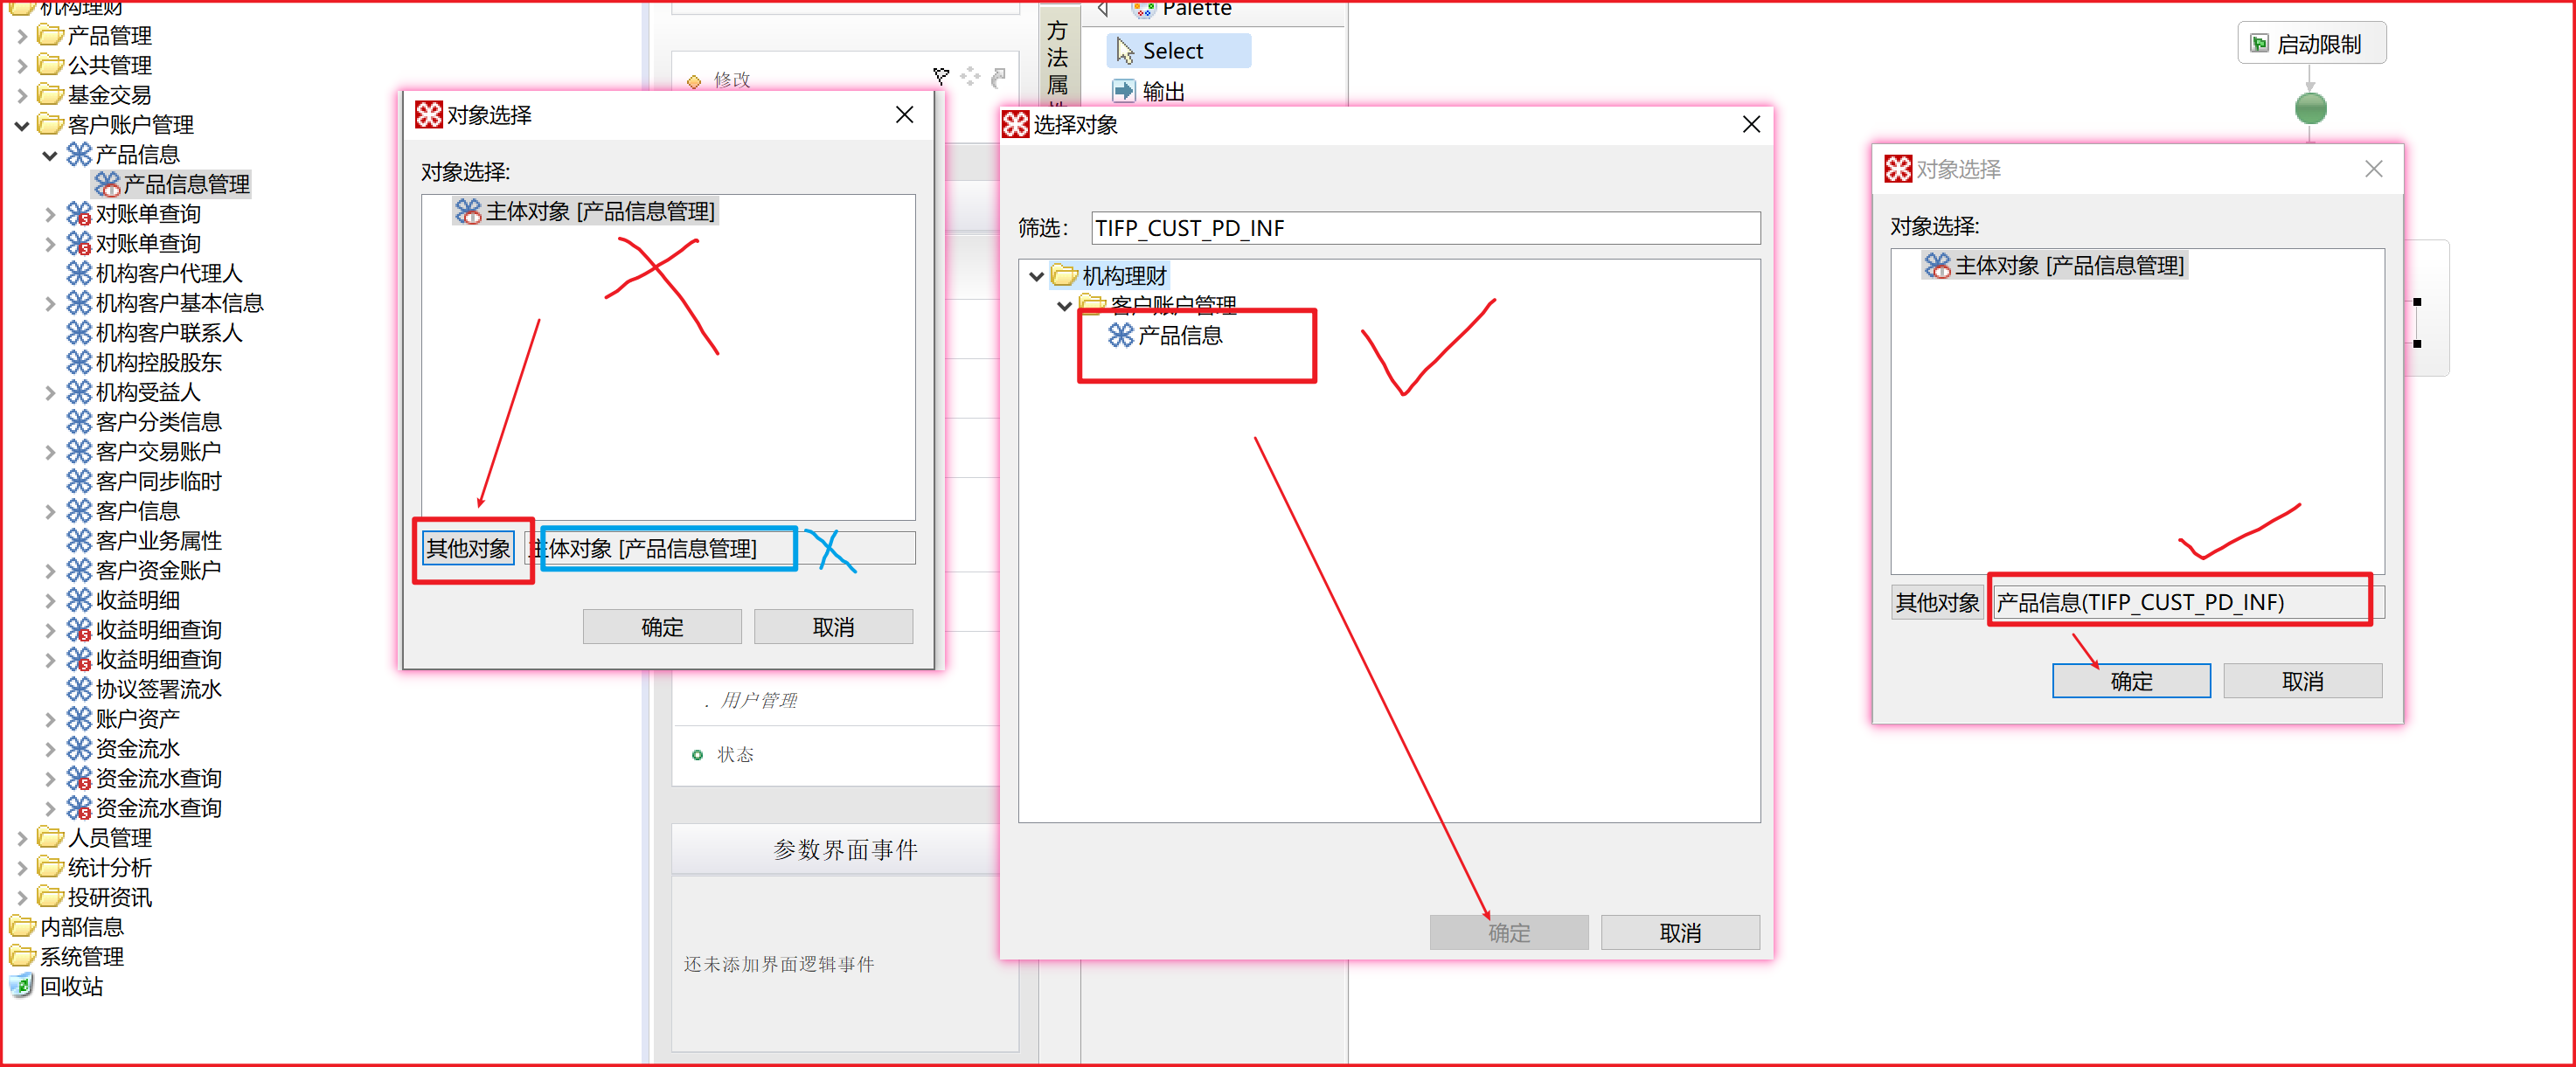 机构理财
产品管理
公共管理
基金交易
客户账户管理
产品信息
产品信息管理
对账单查询
对账单查询
机构客户代理人
机构客户基本信息
机构客户联系人
机构控股股东
机构受益人
客户分类信息
客户交易账户
客户同步临时
客户信息
客户业务属性
客户资金账户
收益明细
收益明细查询
收益明细查询
协议签署流水
账户资产
资金流水
资金流水查询
资金流水查询
人员管理
统计分析
投研资讯
内部信息
系统管理
回收站
修改
对象选择
对象选择:
主体对象 [产品信息管理]
其他对象
主体对象 [产品信息管理]
确定
取消
. 用户管理
状态
参数界面事件
还未添加界面逻辑事件
方法属性
Palette
Select
输出
选择对象
筛选:
TIFP_CUST_PD_INF
机构理财
客户账户管理
产品信息
确定
取消
启动限制
对象选择
对象选择:
主体对象 [产品信息管理]
其他对象
产品信息(TIFP_CUST_PD_INF)
确定
取消